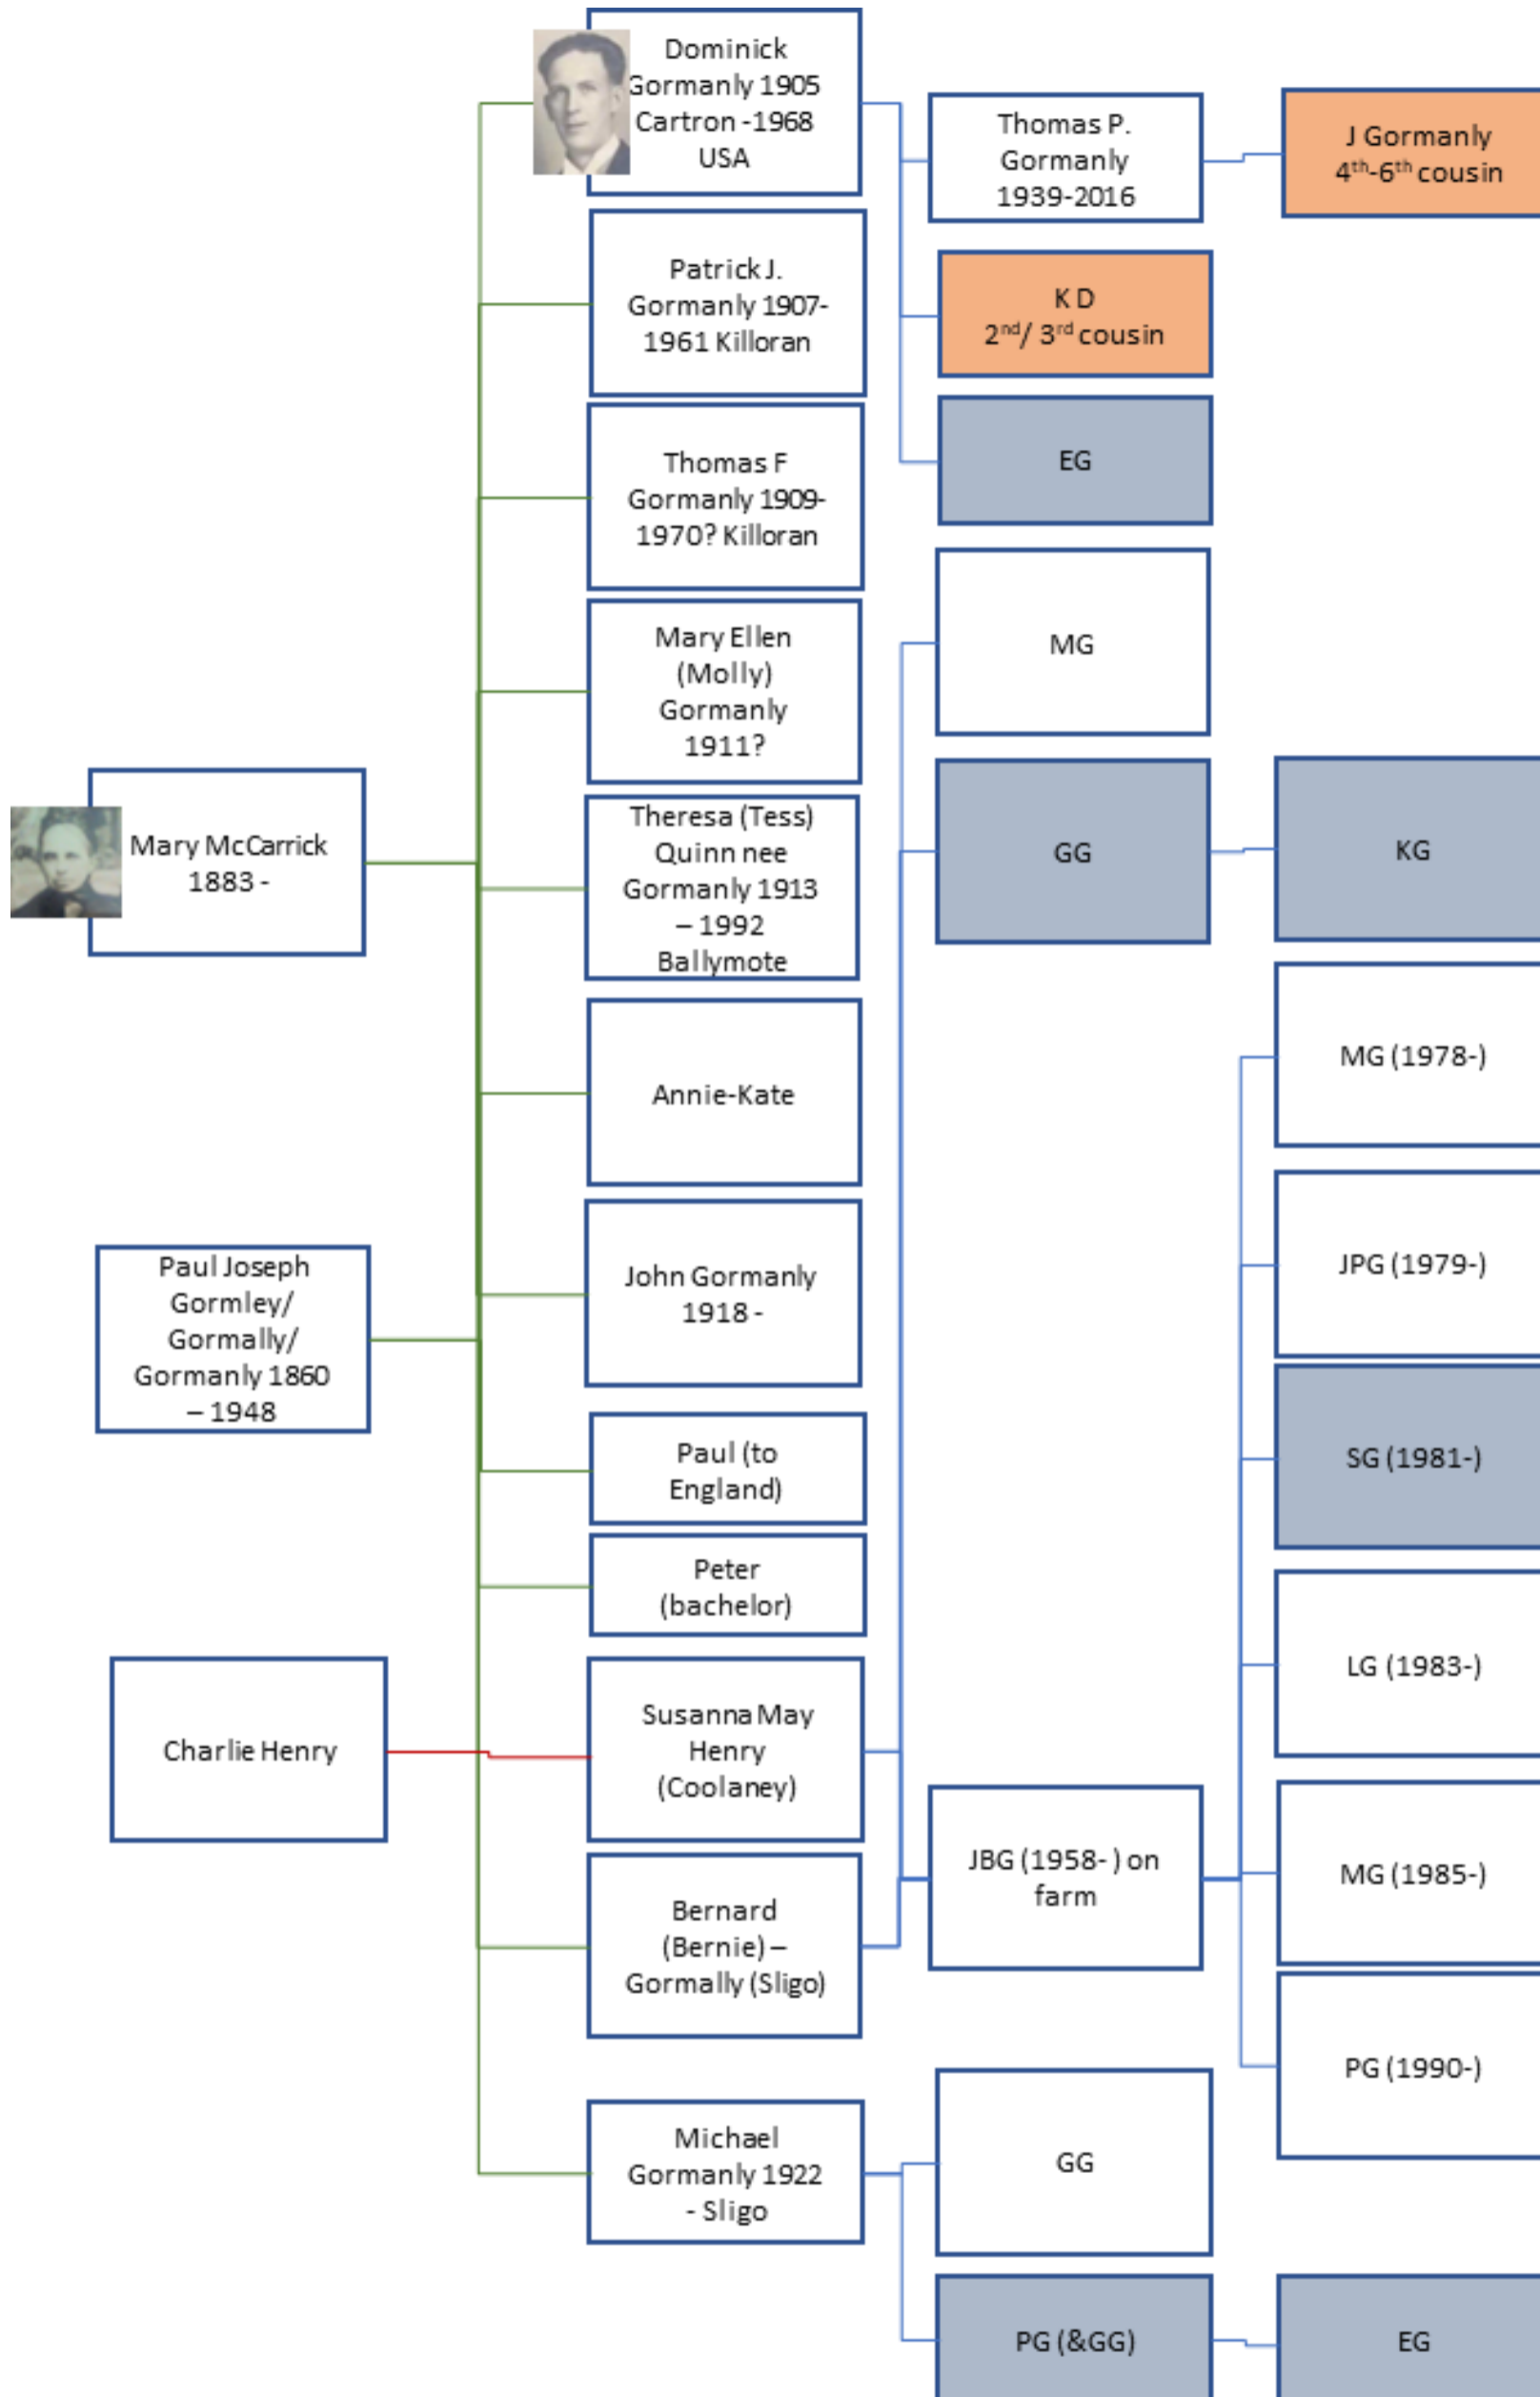 Dominick
Gormanly 1905
Cartron -1968
USA
Thomas P.
Gormanly
1939-2016
J Gormanly
4th-6th cousin
Patrick J.
Gormanly 1907-
1961 Killoran
K D
2nd/ 3rd cousin
Thomas F
Gormanly 1909-
1970? Killoran
EG
Mary Ellen
(Molly)
Gormanly
1911?
MG
Mary McCarrick
1883 -
Theresa (Tess)
Quinn nee
Gormanly 1913
– 1992
Ballymote
GG
KG
Annie-Kate
MG (1978-)
Paul Joseph
Gormley/
Gormally/
Gormanly 1860
– 1948
John Gormanly
1918 -
JPG (1979-)
Paul (to
England)
SG (1981-)
Peter
(bachelor)
Charlie Henry
Susanna May
Henry
(Coolaney)
LG (1983-)
Bernard
(Bernie) –
Gormally (Sligo)
JBG (1958- ) on
farm
MG (1985-)
PG (1990-)
Michael
Gormanly 1922
- Sligo
GG
PG (&GG)
EG